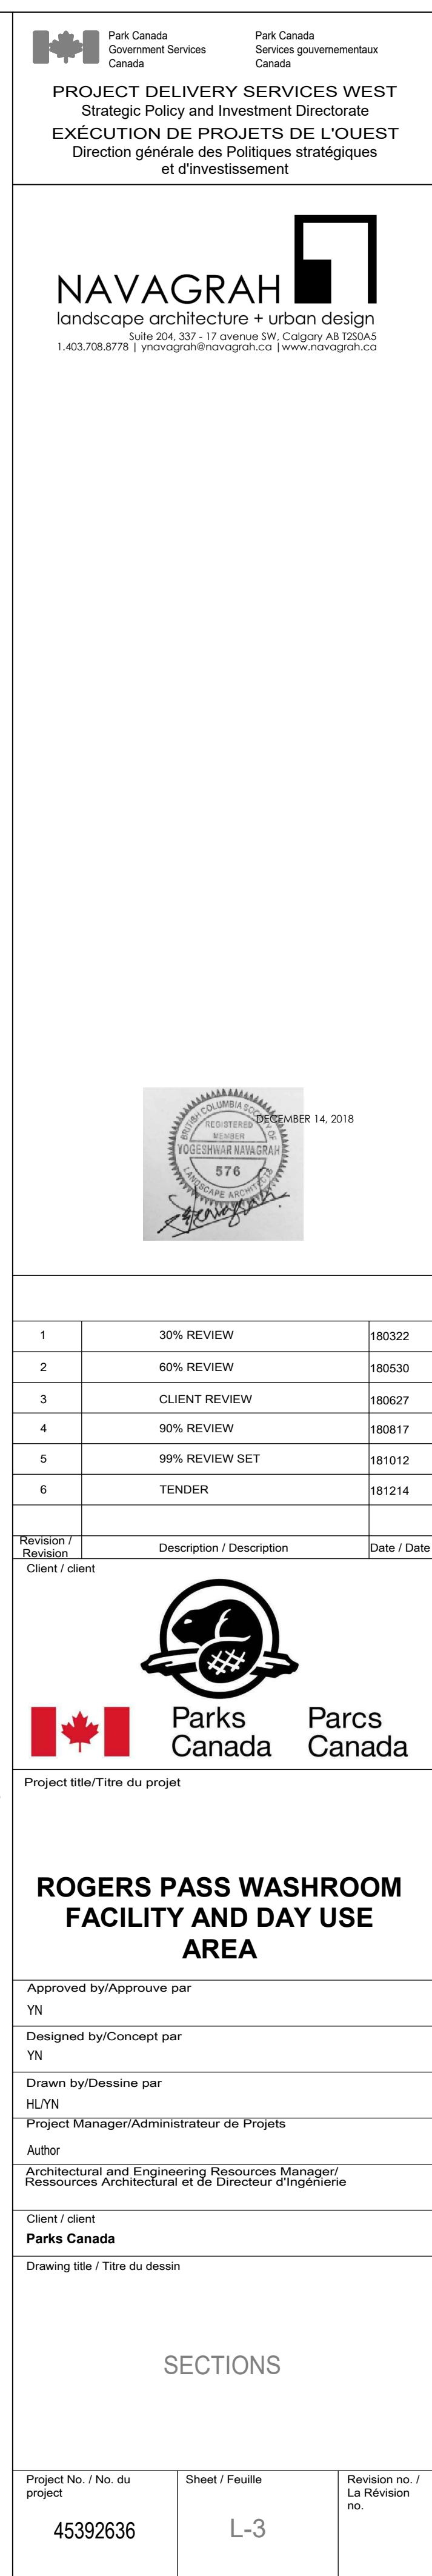 Park Canada
Government Services
Canada
Park Canada
Services gouvernementaux
Canada
PROJECT DELIVERY SERVICES WEST
Strategic Policy and Investment Directorate
EXÉCUTION DE PROJETS DE L'OUEST
Direction générale des Politiques stratégiques
et d'investissement
NAVAGRAH
landscape architecture + urban design
Suite 204, 337 - 17 avenue SW, Calgary AB T2S0A5
1.403.708.8778 | ynavagrah@navagrah.ca |www.navagrah.ca
BRITISH COLUMBIA SOCIETY OF
LANDSCAPE ARCHITECTS
REGISTERED
MEMBER
YOGESHWAR NAVAGRAH
576
DECEMBER 14, 2018
1 30% REVIEW 180322
2 60% REVIEW 180530
3 CLIENT REVIEW 180627
4 90% REVIEW 180817
5 99% REVIEW SET 181012
6 TENDER 181214
Revision /
Revision
Description / Description
Date / Date
Client / client
Parks
Canada
Parcs
Canada
Project title/Titre du projet
ROGERS PASS WASHROOM
FACILITY AND DAY USE
AREA
Approved by/Approuve par
YN
Designed by/Concept par
YN
Drawn by/Dessine par
HL/YN
Project Manager/Administrateur de Projets
Author
Architectural and Engineering Resources Manager/
Ressources Architectural et de Directeur d'Ingénierie
Client / client
Parks Canada
Drawing title / Titre du dessin
SECTIONS
Project No. / No. du
project
45392636
Sheet / Feuille
L-3
Revision no. /
La Révision
no.